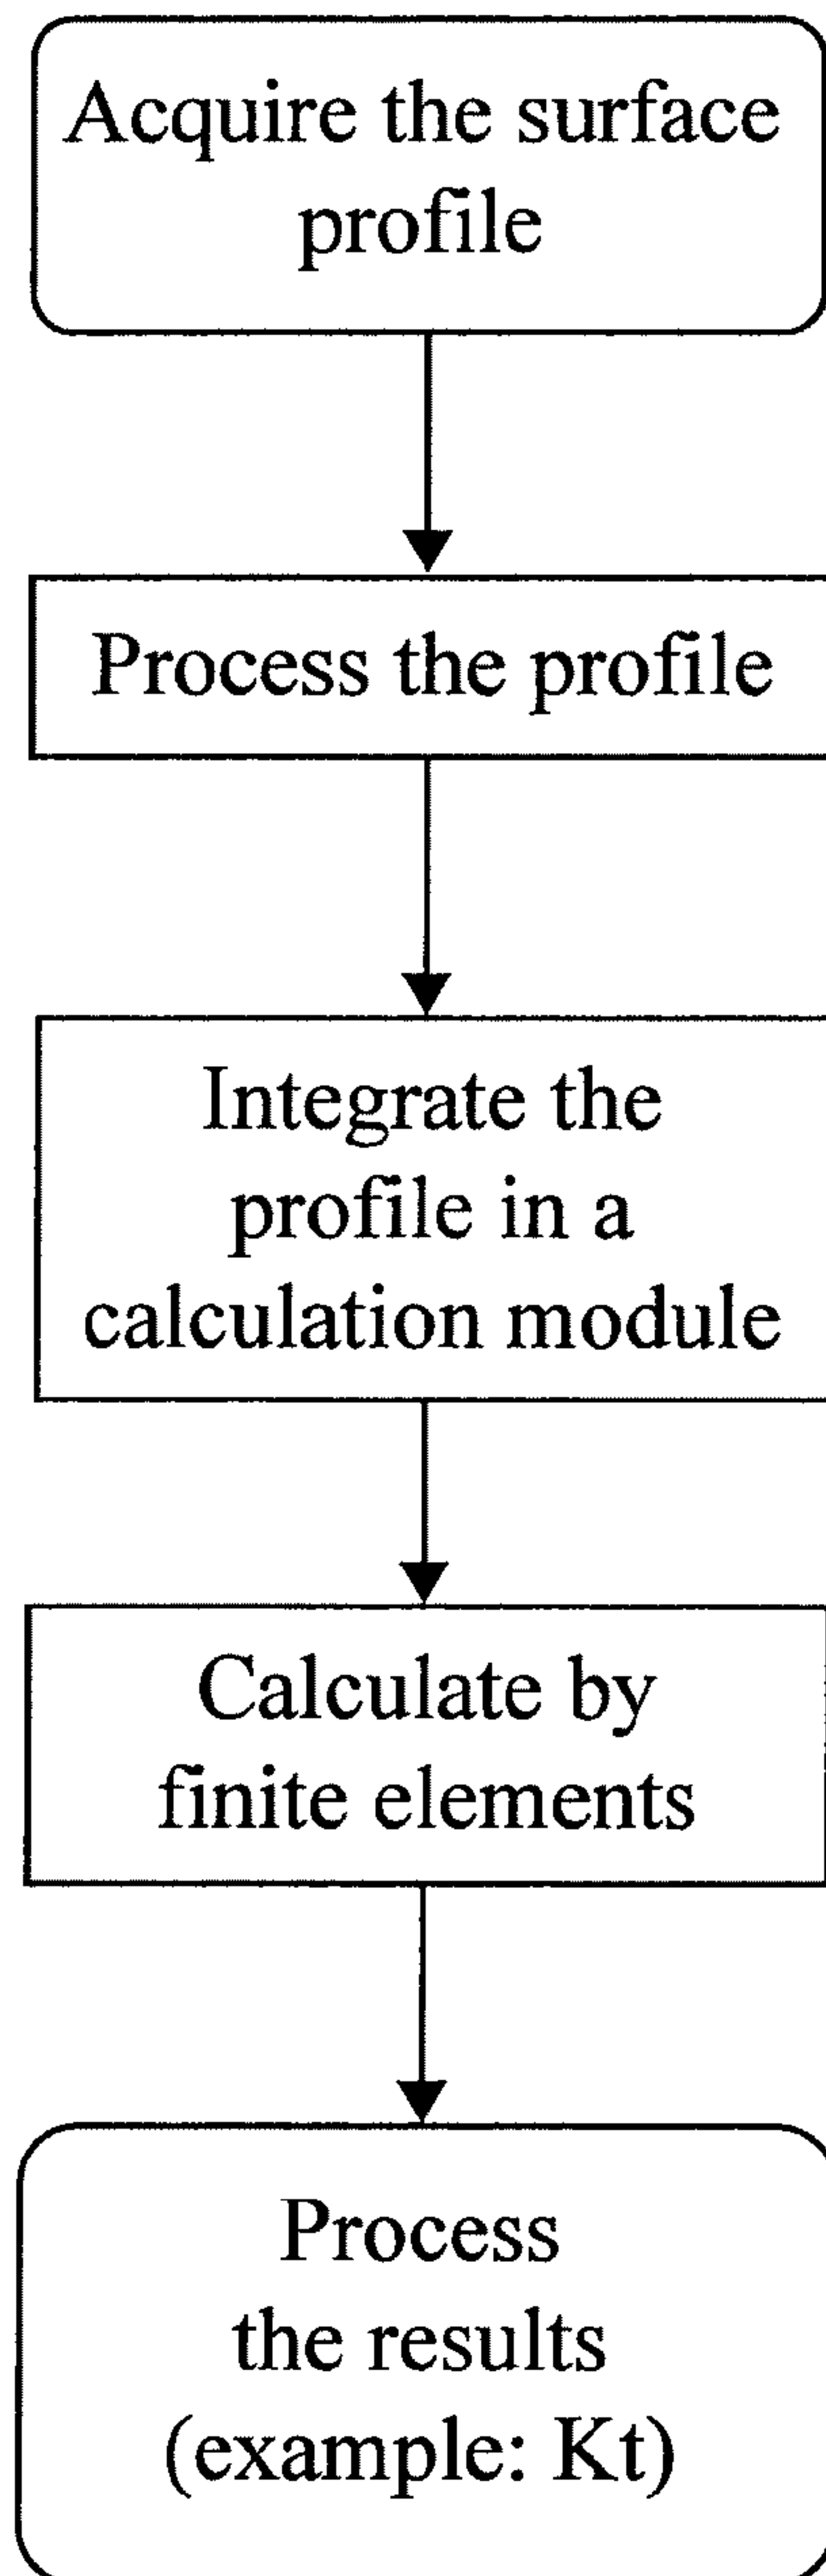 Acquire the surface
profile
Process the profile
Integrate the
profile in a
calculation module
Calculate by
finite elements
Process
the results
(example: Kt)